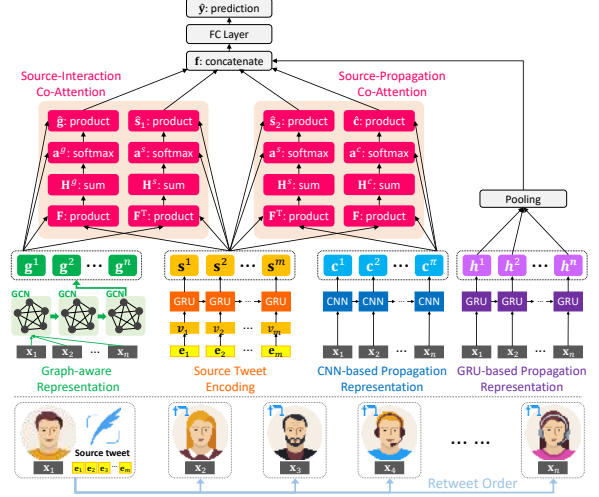 ŷ: prediction
FC Layer
f: concatenate
Source-Interaction
Co-Attention
Source-Propagation
Co-Attention
ĝ: product
ŝ₁: product
ŝ₂: product
ĉ: product
aᵍ: softmax
aˢ: softmax
aˢ: softmax
aᶜ: softmax
Hᵍ: sum
Hˢ: sum
Hˢ: sum
Hᶜ: sum
F: product
Fᵀ: product
Fᵀ: product
F: product
Pooling
g¹ g² ··· gⁿ
s¹ s² ··· sᵐ
c¹ c² ··· cⁿ
h¹ h² ··· hⁿ
GCN GCN GCN
GRU GRU ··· GRU
CNN CNN ··· CNN
GRU GRU ··· GRU
v₁ v₂ ··· vₘ
x₁ x₂ ... xₙ
e₁ e₂ ··· eₘ
x₁ x₂ ... xₙ
x₁ x₂ ... xₙ
Graph-aware
Representation
Source Tweet
Encoding
CNN-based Propagation
Representation
GRU-based Propagation
Representation
Source tweet
x₁
e₁ e₂ e₃ ··· eₘ
x₂
x₃
x₄
... ...
xₙ
Retweet Order